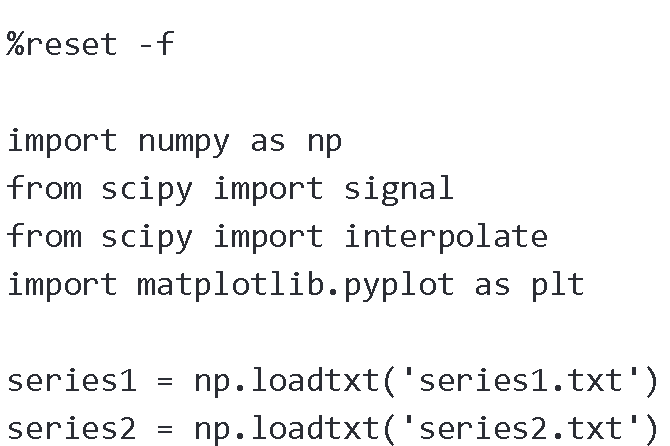 %reset -f
import numpy as np
from scipy import signal
from scipy import interpolate
import matplotlib.pyplot as plt
series1 = np.loadtxt('series1.txt')
series2 = np.loadtxt('series2.txt')